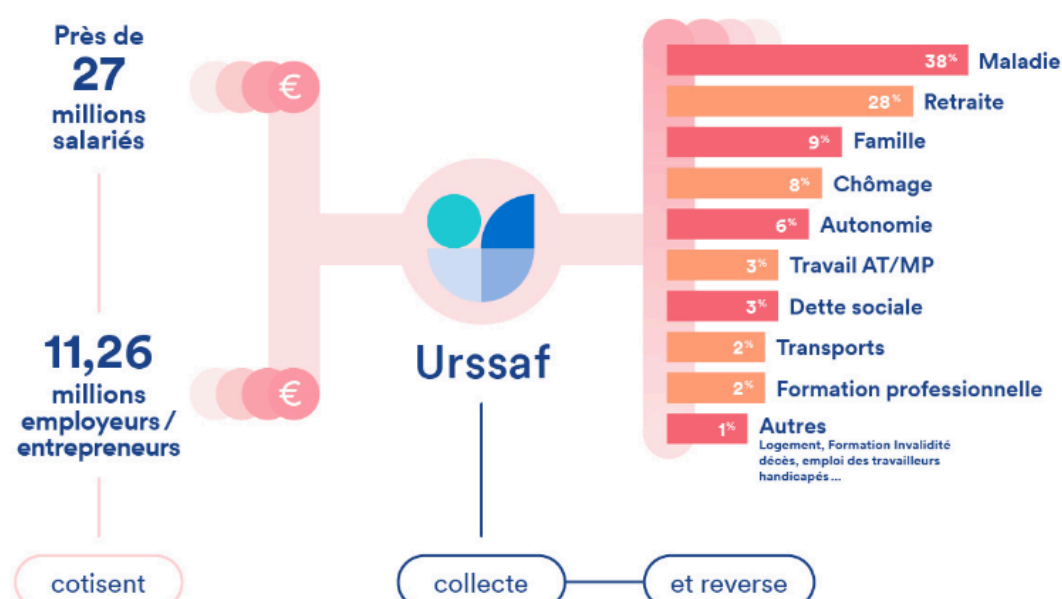 Près de
27
millions
salariés
11,26
millions
employeurs /
entrepreneurs
cotisent
€
€
Urssaf
collecte
et reverse
38% Maladie
28% Retraite
9% Famille
8% Chômage
6% Autonomie
3% Travail AT/MP
3% Dette sociale
2% Transports
2% Formation professionnelle
1% Autres
Logement, Formation Invalidité
décès, emploi des travailleurs
handicapés ...